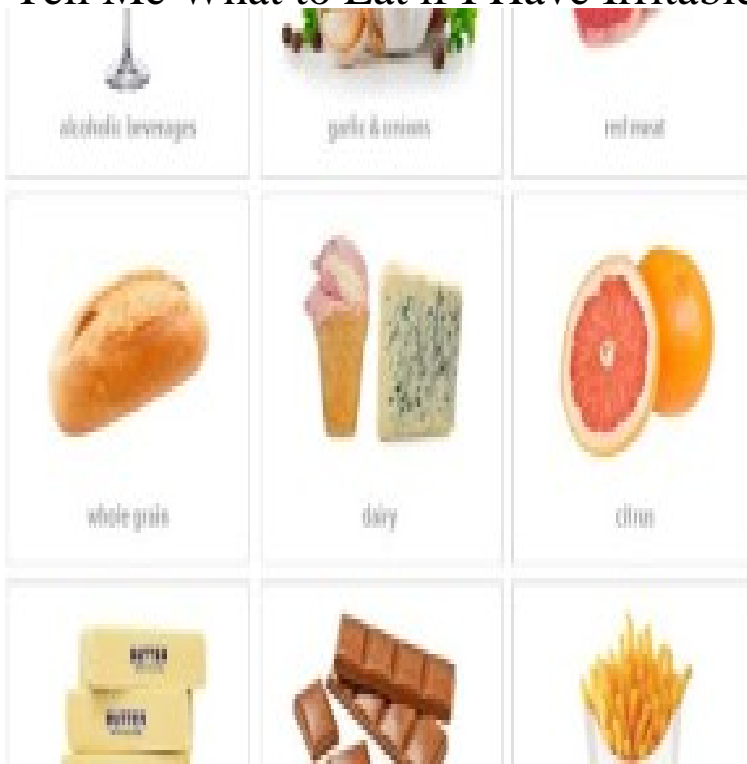 Tell Me What to Eat if I Have Irritable
alcoholic beverages
garlic & onions
red meat
whole grain
dairy
citrus
BUTTER
BUTTER